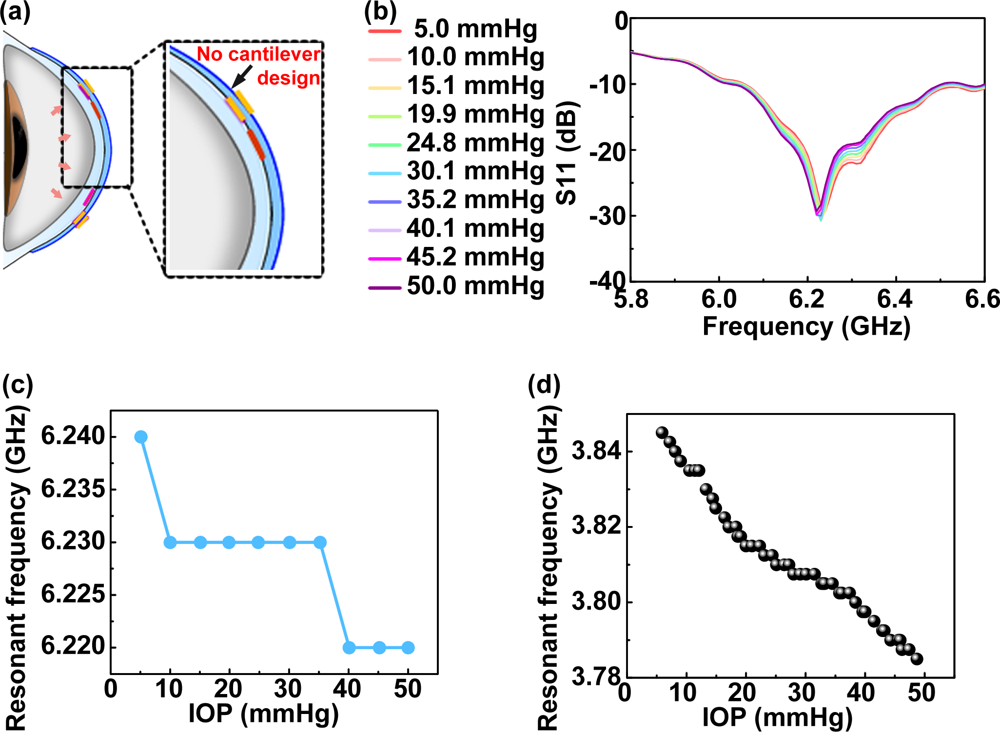 (a)
No cantilever
design
(b)
5.0 mmHg
10.0 mmHg
15.1 mmHg
19.9 mmHg
24.8 mmHg
30.1 mmHg
35.2 mmHg
40.1 mmHg
45.2 mmHg
50.0 mmHg
S11 (dB)
0
-10
-20
-30
-40
5.8 6.0 6.2 6.4 6.6
Frequency (GHz)
(c)
Resonant frequency (GHz)
6.240
6.235
6.230
6.225
6.220
0 10 20 30 40 50
IOP (mmHg)
(d)
Resonant frequency (GHz)
3.84
3.82
3.80
3.78
0 10 20 30 40 50
IOP (mmHg)